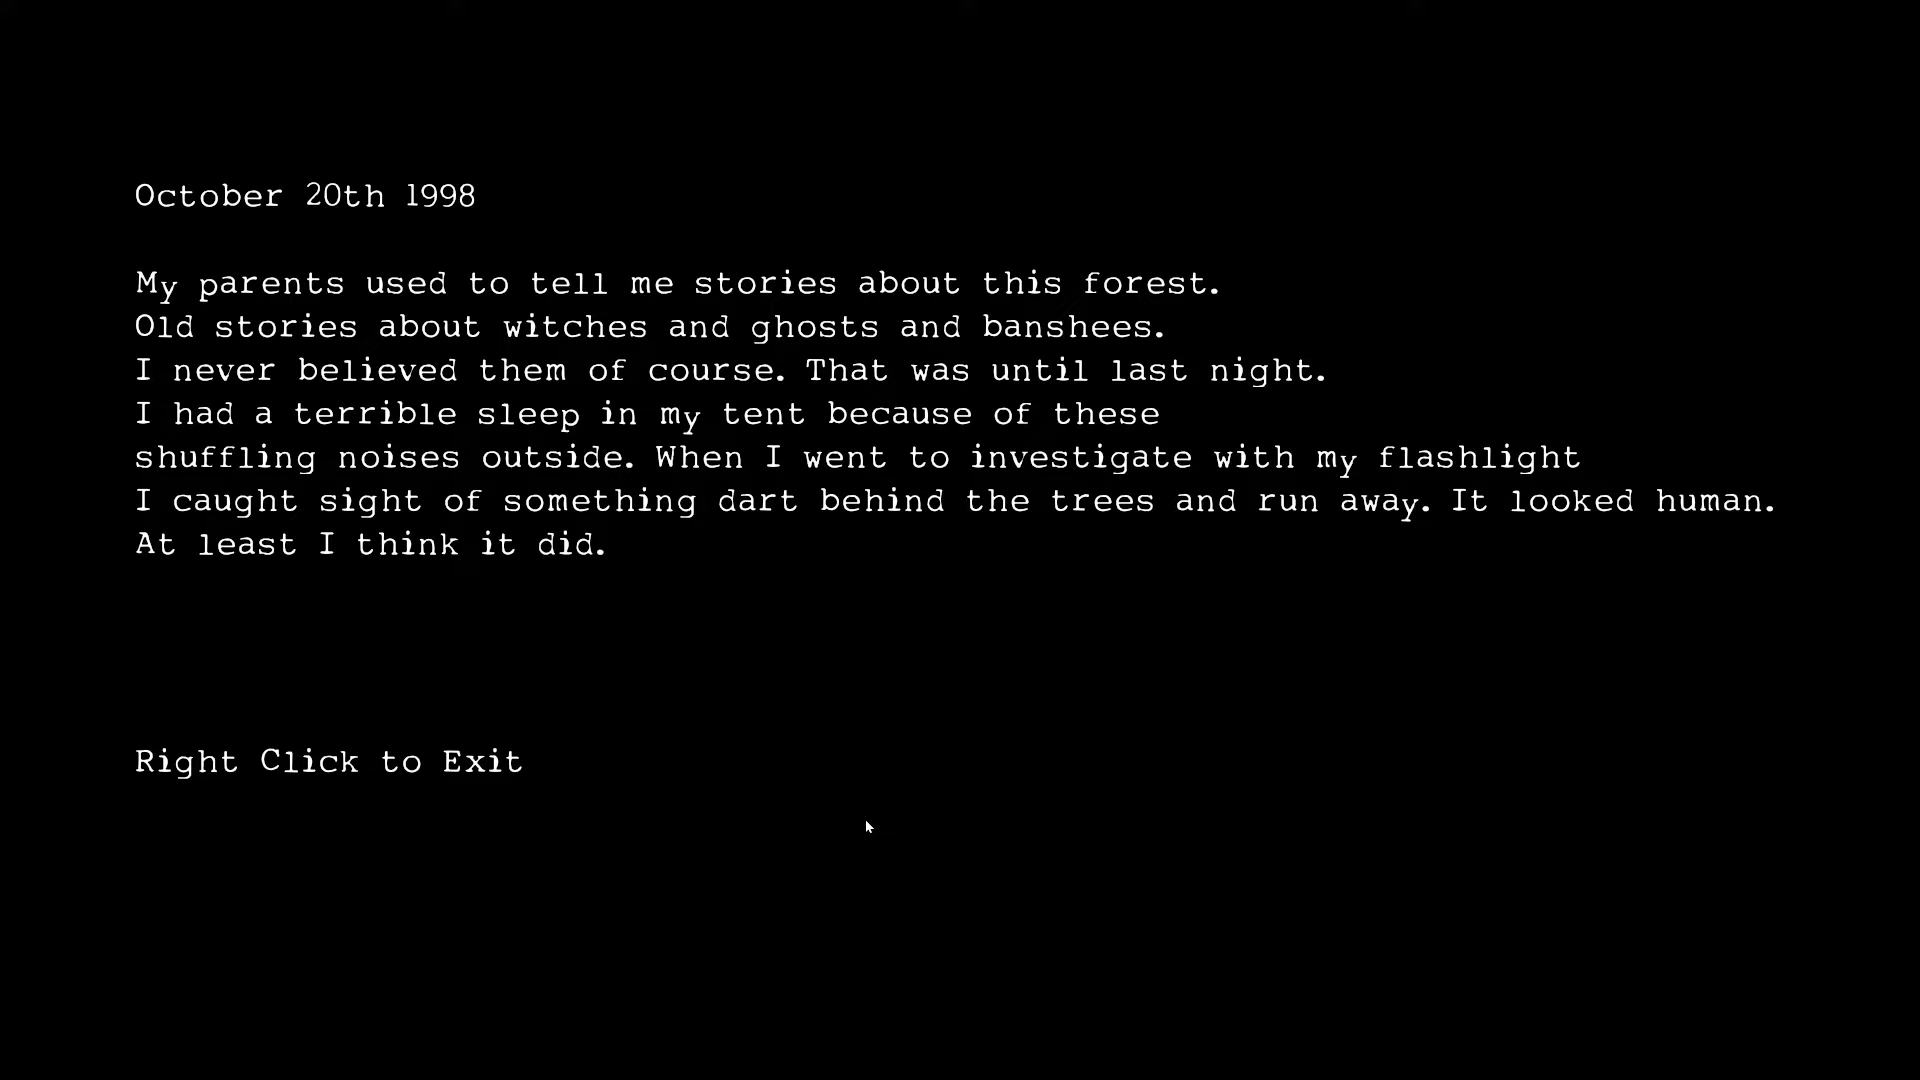 October 20th 1998
My parents used to tell me stories about this forest.
Old stories about witches and ghosts and banshees.
I never believed them of course. That was until last night.
I had a terrible sleep in my tent because of these
shuffling noises outside. When I went to investigate with my flashlight
I caught sight of something dart behind the trees and run away. It looked human.
At least I think it did.
Right Click to Exit